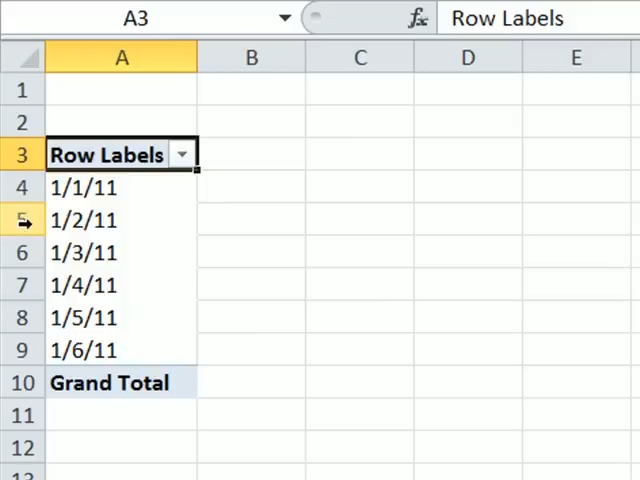 A3 fx Row Labels
A B C D E
1
2
3 Row Labels
4 1/1/11
5 1/2/11
6 1/3/11
7 1/4/11
8 1/5/11
9 1/6/11
10 Grand Total
11
12
13